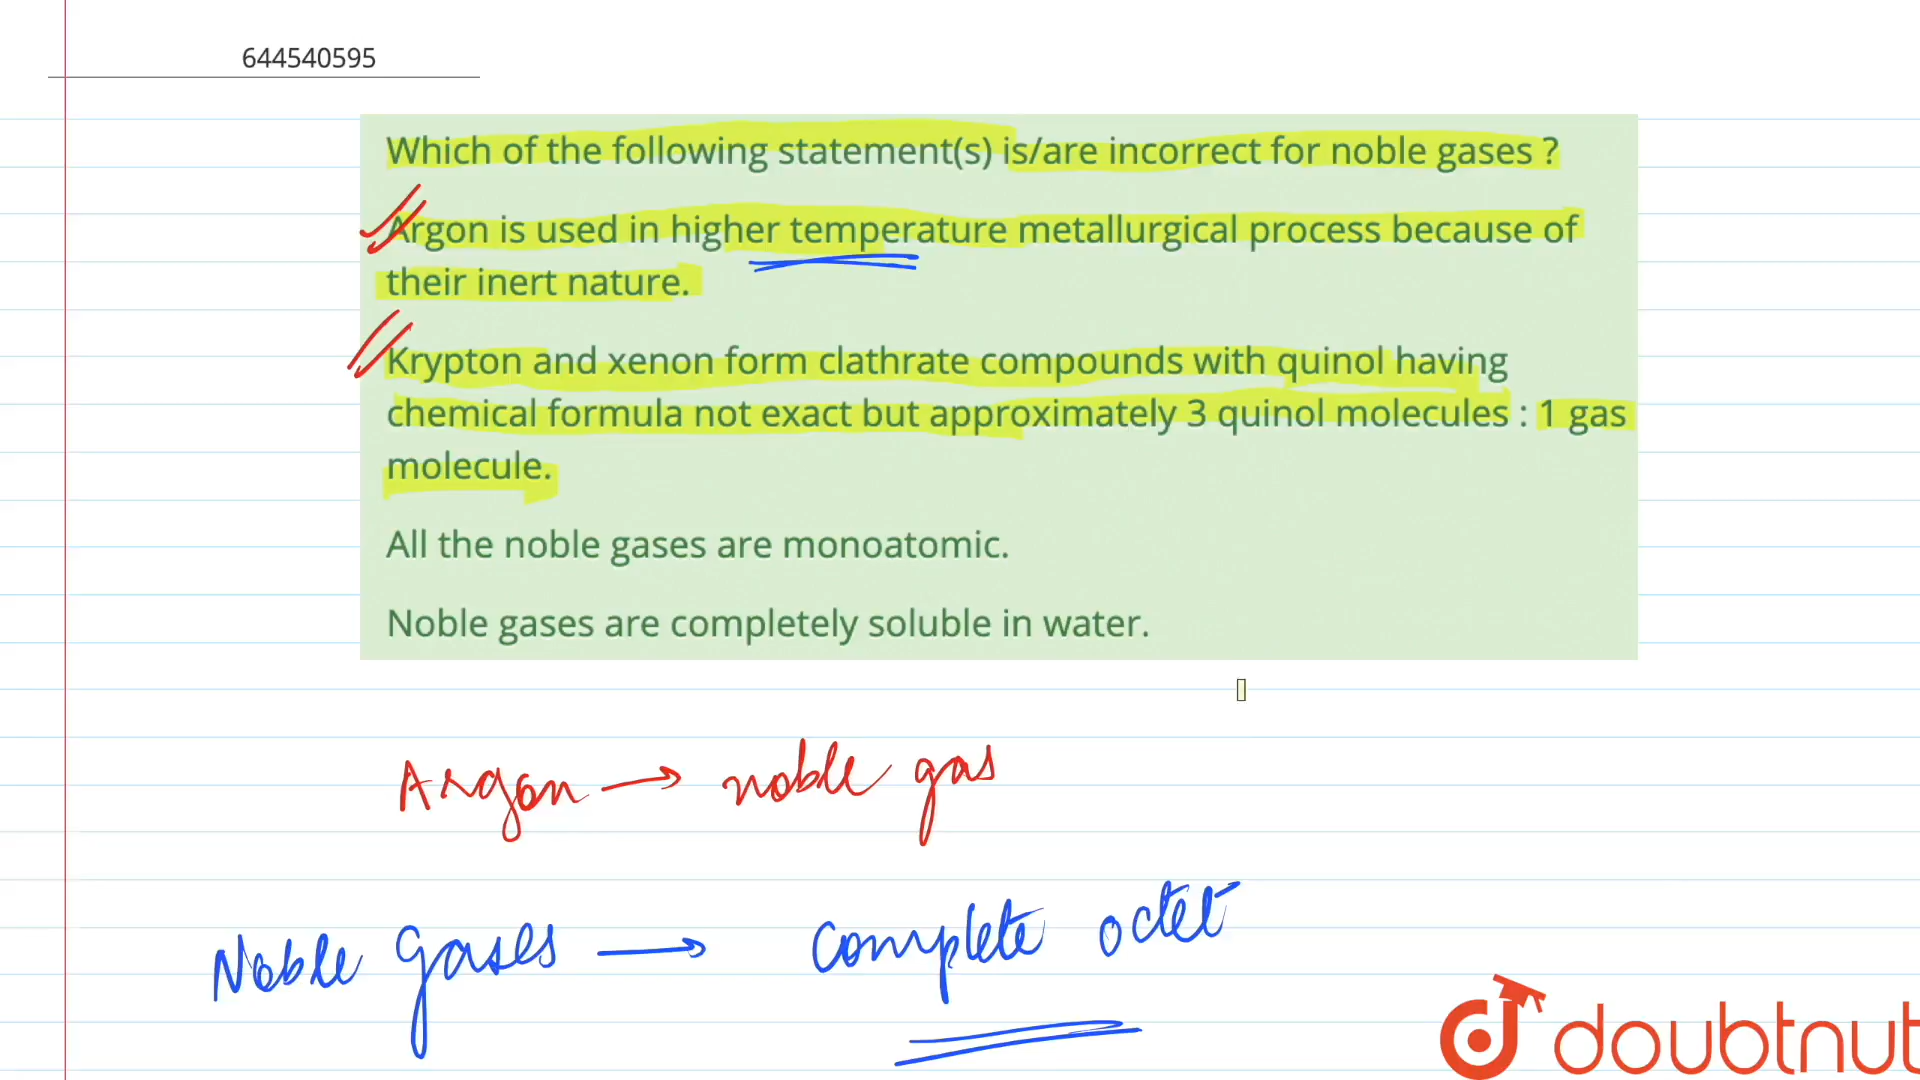 644540595
Which of the following statement(s) is/are incorrect for noble gases ?
Argon is used in higher temperature metallurgical process because of
their inert nature.
Krypton and xenon form clathrate compounds with quinol having
chemical formula not exact but approximately 3 quinol molecules : 1 gas
molecule.
All the noble gases are monoatomic.
Noble gases are completely soluble in water.
Argon → noble gas
Noble gases → complete octet
doubtnut